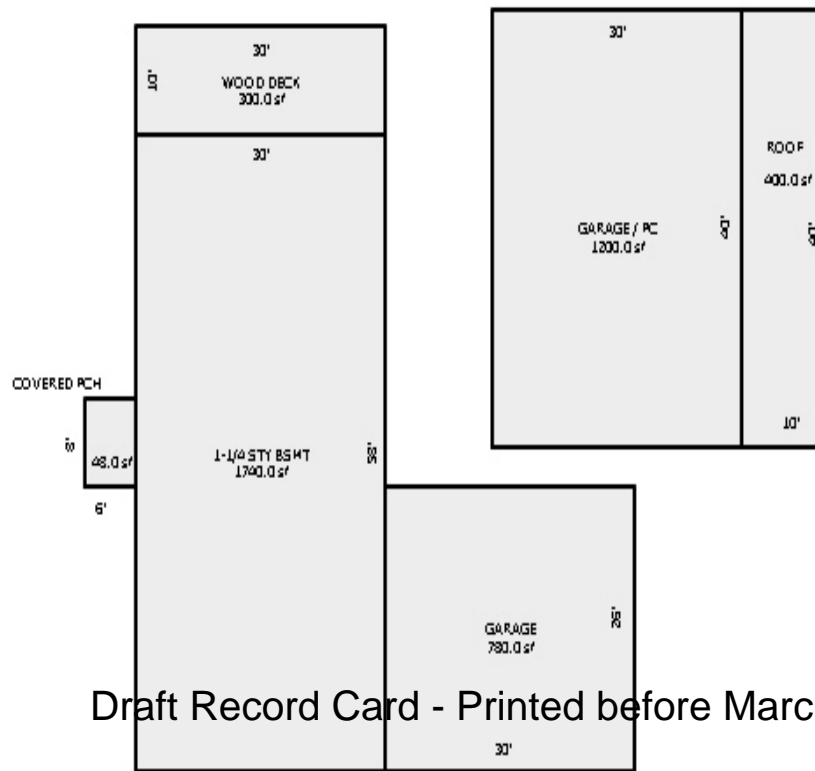 30'
10'
WOOD DECK
300.0 sf
30'
30'
ROOF
400.0 sf
GARAGE / PC
1200.0 sf
40'
40'
10'
COVERED PCH
8'
48.0 sf
6'
1-1/4 STY BSMT
1740.0 sf
58'
GARAGE
780.0 sf
26'
30'
Draft Record Card - Printed before Marc